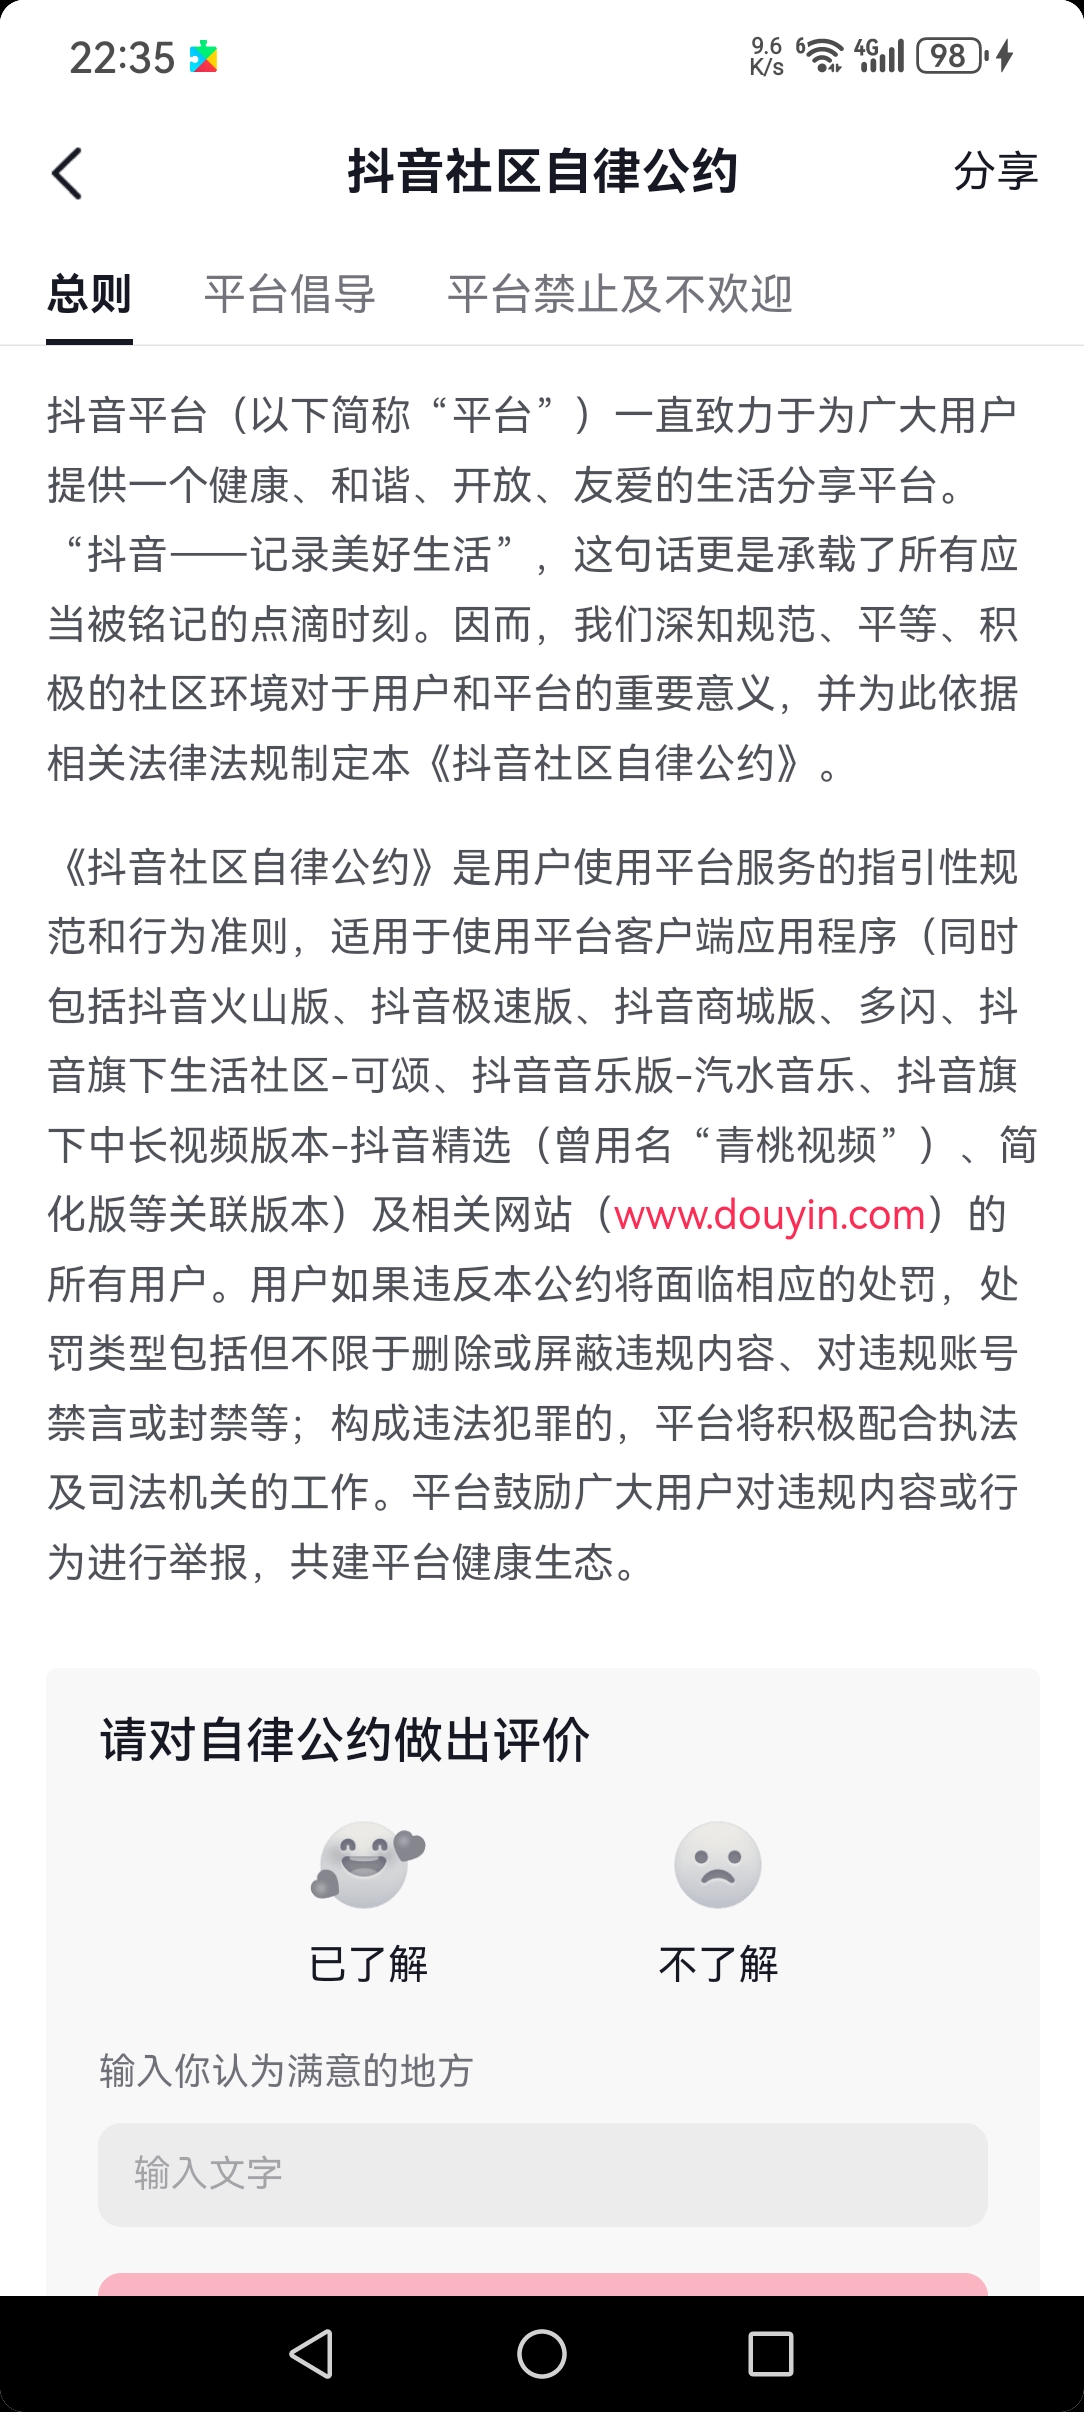 22:35
9.6 K/s 6 4G 98
抖音社区自律公约
分享
总则 平台倡导 平台禁止及不欢迎
抖音平台（以下简称“平台”）一直致力于为广大用户
提供一个健康、和谐、开放、友爱的生活分享平台。
“抖音——记录美好生活”，这句话更是承载了所有应
当被铭记的点滴时刻。因而，我们深知规范、平等、积
极的社区环境对于用户和平台的重要意义，并为此依据
相关法律法规制定本《抖音社区自律公约》。
《抖音社区自律公约》是用户使用平台服务的指引性规
范和行为准则，适用于使用平台客户端应用程序（同时
包括抖音火山版、抖音极速版、抖音商城版、多闪、抖
音旗下生活社区-可颂、抖音音乐版-汽水音乐、抖音旗
下中长视频版本-抖音精选（曾用名“青桃视频”）、简
化版等关联版本）及相关网站（www.douyin.com）的
所有用户。用户如果违反本公约将面临相应的处罚，处
罚类型包括但不限于删除或屏蔽违规内容、对违规账号
禁言或封禁等；构成违法犯罪的，平台将积极配合执法
及司法机关的工作。平台鼓励广大用户对违规内容或行
为进行举报，共建平台健康生态。
请对自律公约做出评价
已了解 不了解
输入你认为满意的地方
输入文字